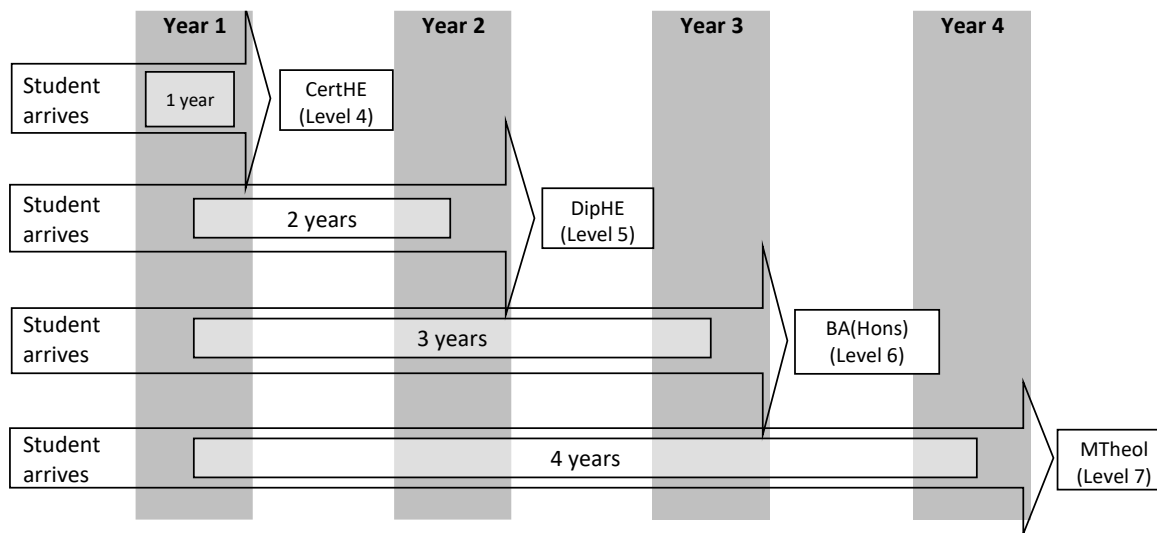 Year 1 Year 2 Year 3 Year 4
Student
arrives
1 year
CertHE
(Level 4)
Student
arrives
2 years
DipHE
(Level 5)
Student
arrives
3 years
BA(Hons)
(Level 6)
Student
arrives
4 years
MTheol
(Level 7)